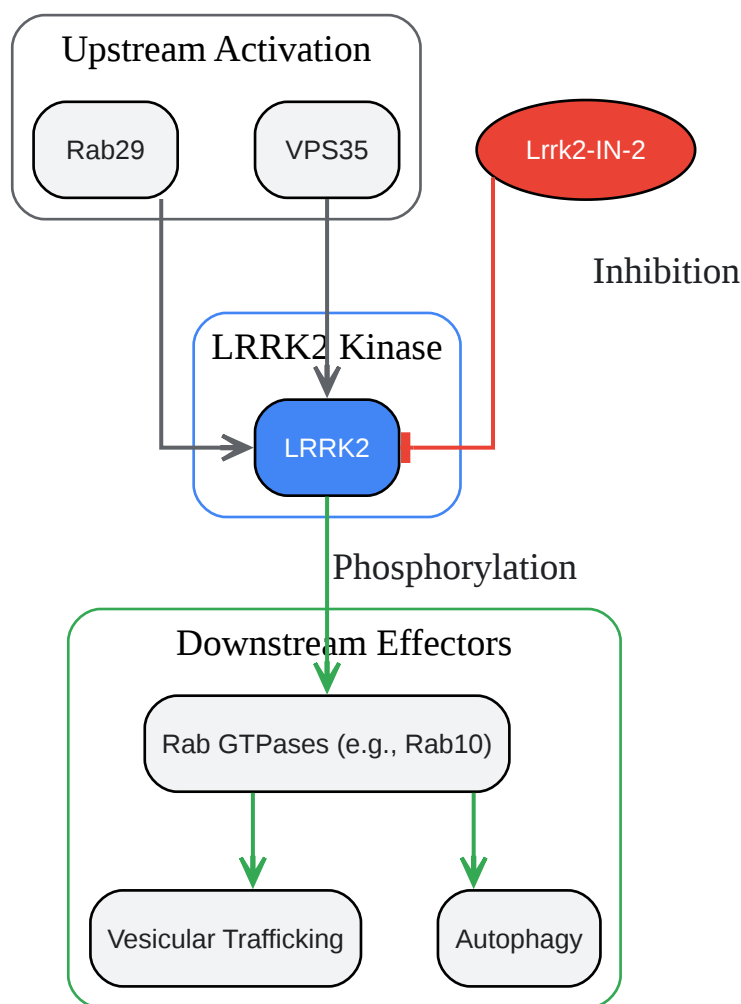 Upstream Activation
Rab29
VPS35
Lrrk2-IN-2
Inhibition
LRRK2 Kinase
LRRK2
Phosphorylation
Downstream Effectors
Rab GTPases (e.g., Rab10)
Vesicular Trafficking
Autophagy